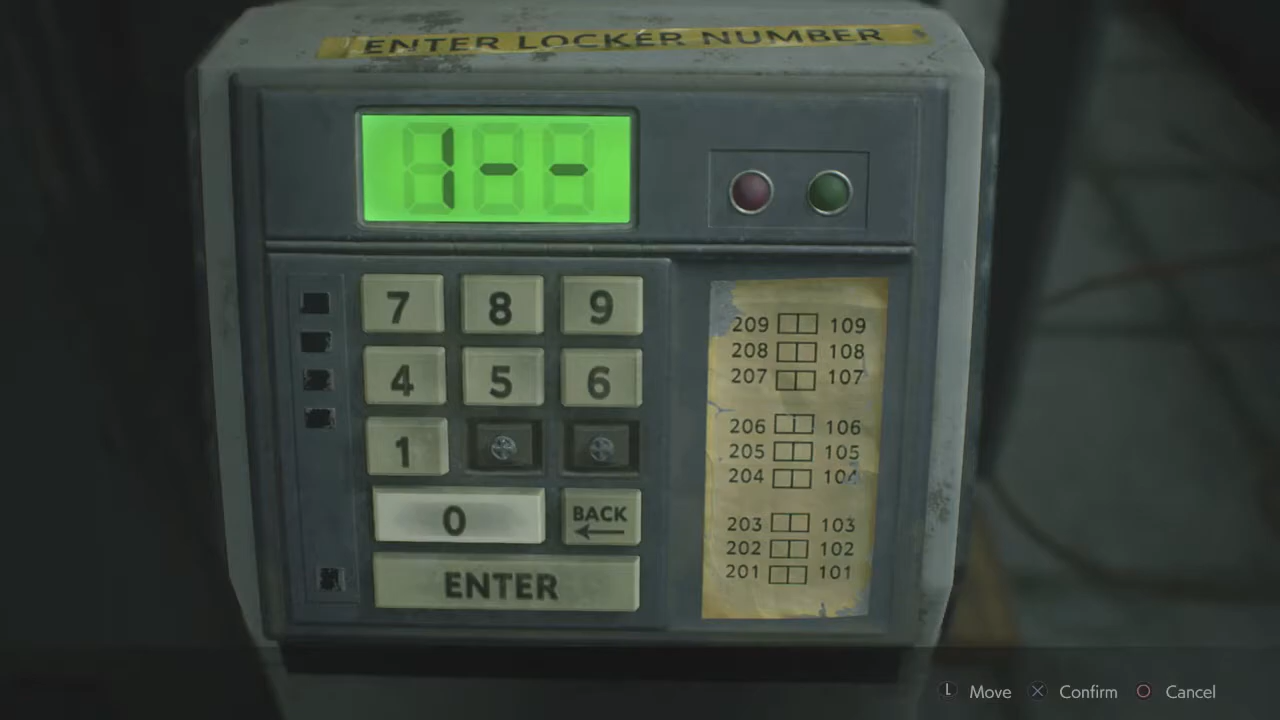 ENTER LOCKER NUMBER
1--
7 8 9
4 5 6
1
0 BACK
ENTER
209 109
208 108
207 107
206 106
205 105
204 104
203 103
202 102
201 101
L Move Confirm Cancel